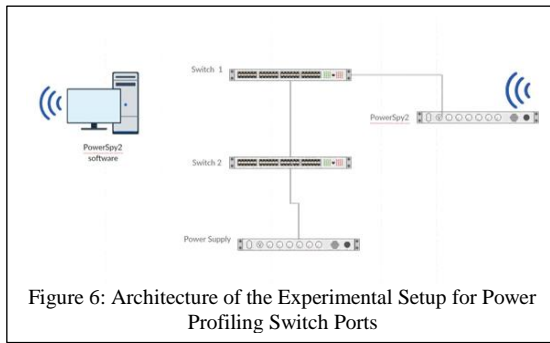 Switch 1
PowerSpy2
PowerSpy2
software
Switch 2
Power Supply
Figure 6: Architecture of the Experimental Setup for Power
Profiling Switch Ports